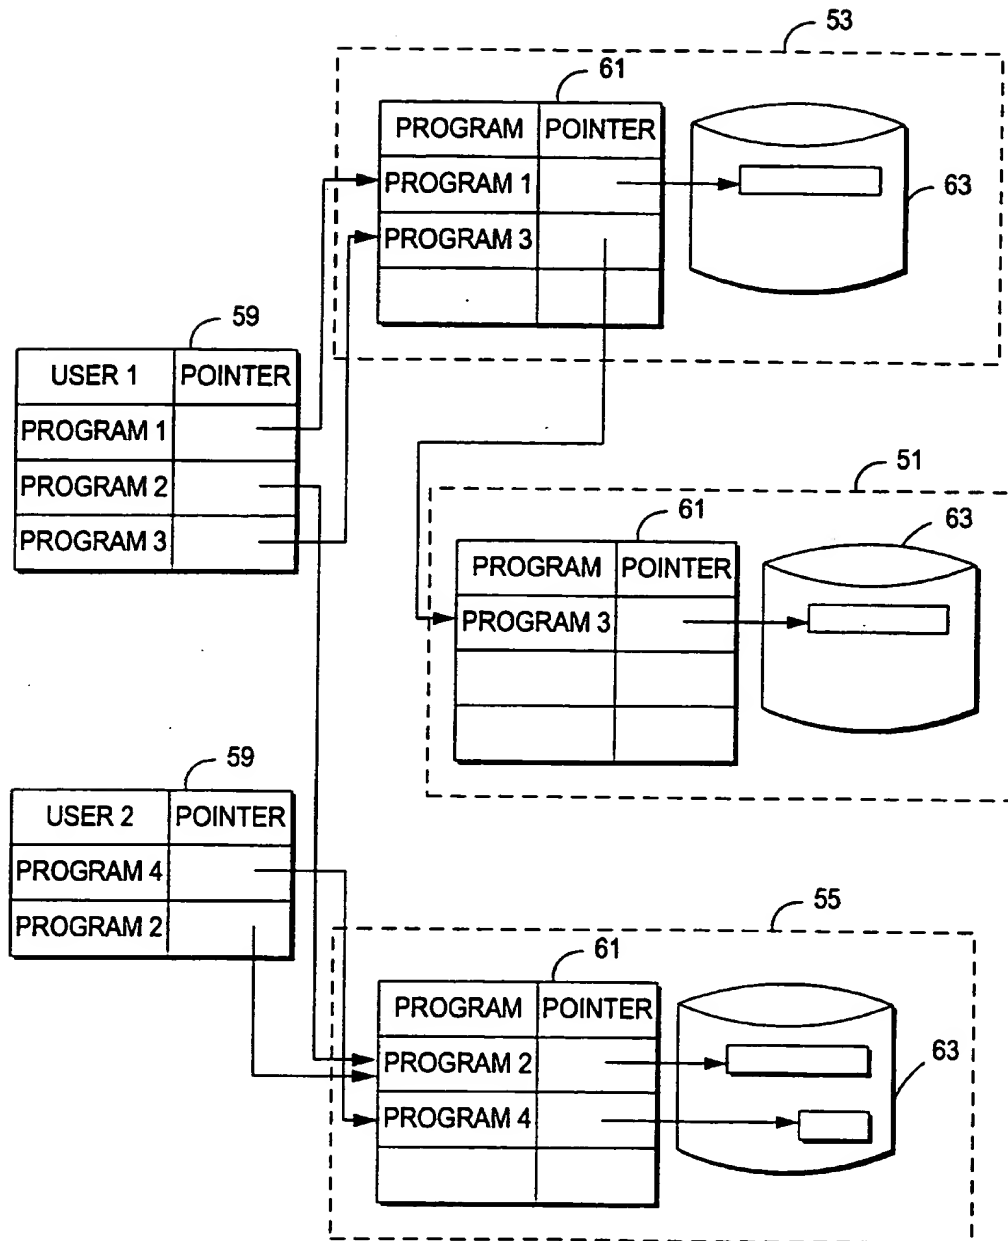 53
61
PROGRAM POINTER
PROGRAM 1
63
PROGRAM 3
59
USER 1 POINTER
PROGRAM 1
PROGRAM 2
PROGRAM 3
51
61
63
PROGRAM POINTER
PROGRAM 3
59
USER 2 POINTER
PROGRAM 4
PROGRAM 2
55
61
PROGRAM POINTER
PROGRAM 2
63
PROGRAM 4